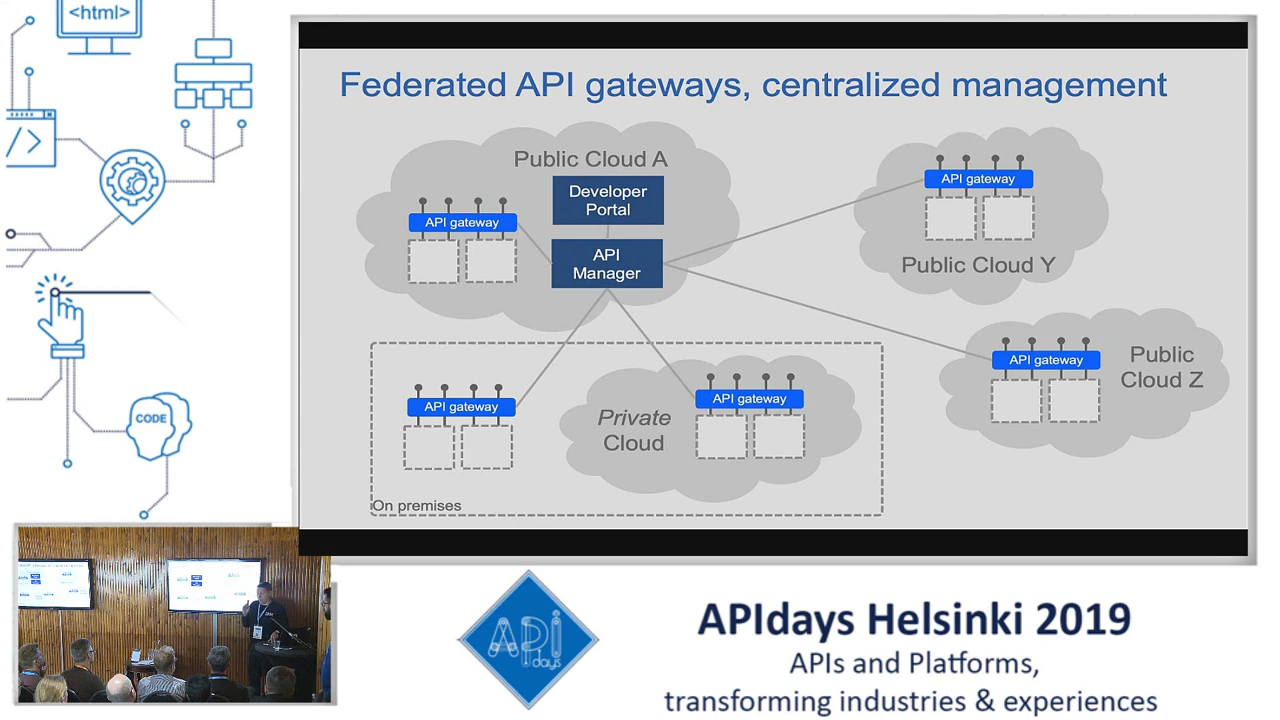 <html>
</>
CODE
Federated API gateways, centralized management
Public Cloud A
Developer
Portal
API gateway
API
Manager
API gateway
Public Cloud Y
API gateway
Public
Cloud Z
API gateway
Private
Cloud
API gateway
On premises
API
days
APIdays Helsinki 2019
APIs and Platforms,
transforming industries & experiences